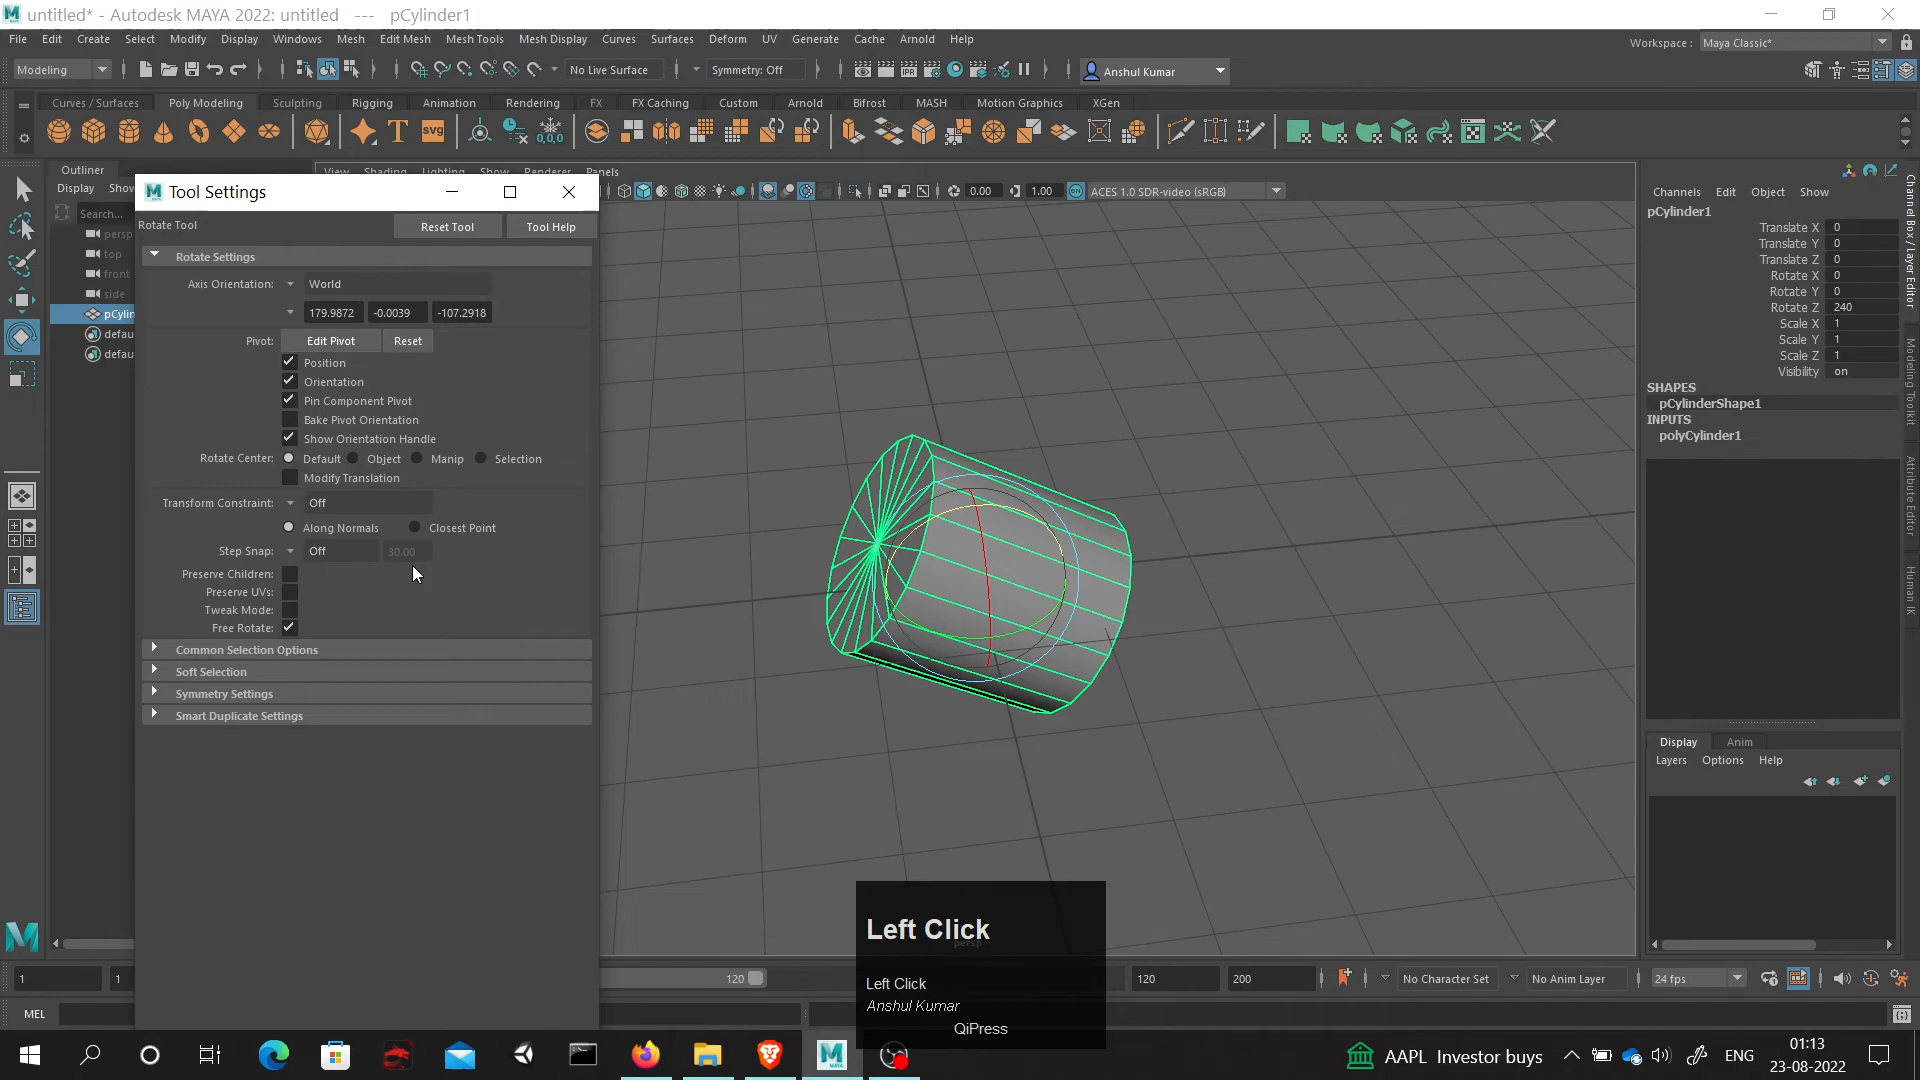 untitled* - Autodesk MAYA 2022: untitled --- pCylinder1
File Edit Create Select Modify Display Windows Mesh Edit Mesh Mesh Tools Mesh Display Curves Surfaces Deform UV Generate Cache Arnold Help
Workspace : Maya Classic*
Modeling No Live Surface Symmetry: Off Anshul Kumar
Curves / Surfaces Poly Modeling Sculpting Rigging Animation Rendering FX FX Caching Custom Arnold Bifrost MASH Motion Graphics XGen
Outliner
Display Show
Search...
persp
top
front
side
pCylin
defau
defau
View Shading Lighting Show Renderer Panels
0.00 1.00 ACES 1.0 SDR-video (sRGB)
Tool Settings
Rotate Tool Reset Tool Tool Help
Rotate Settings
Axis Orientation: World
179.9872 -0.0039 -107.2918
Pivot: Edit Pivot Reset
Position
Orientation
Pin Component Pivot
Bake Pivot Orientation
Show Orientation Handle
Rotate Center: Default Object Manip Selection
Modify Translation
Transform Constraint: Off
Along Normals Closest Point
Step Snap: Off 30.00
Preserve Children:
Preserve UVs:
Tweak Mode:
Free Rotate:
Common Selection Options
Soft Selection
Symmetry Settings
Smart Duplicate Settings
Channels Edit Object Show
pCylinder1
Translate X 0
Translate Y 0
Translate Z 0
Rotate X 0
Rotate Y 0
Rotate Z 240
Scale X 1
Scale Y 1
Scale Z 1
Visibility on
SHAPES
pCylinderShape1
INPUTS
polyCylinder1
Channel Box / Layer Editor
Modeling Toolkit
Attribute Editor
Human IK
Display Anim
Layers Options Help
persp
Left Click
Left Click
Anshul Kumar
QiPress
1 1 120 120 200 No Character Set No Anim Layer 24 fps
MEL
AAPL Investor buys
ENG
01:13
23-08-2022